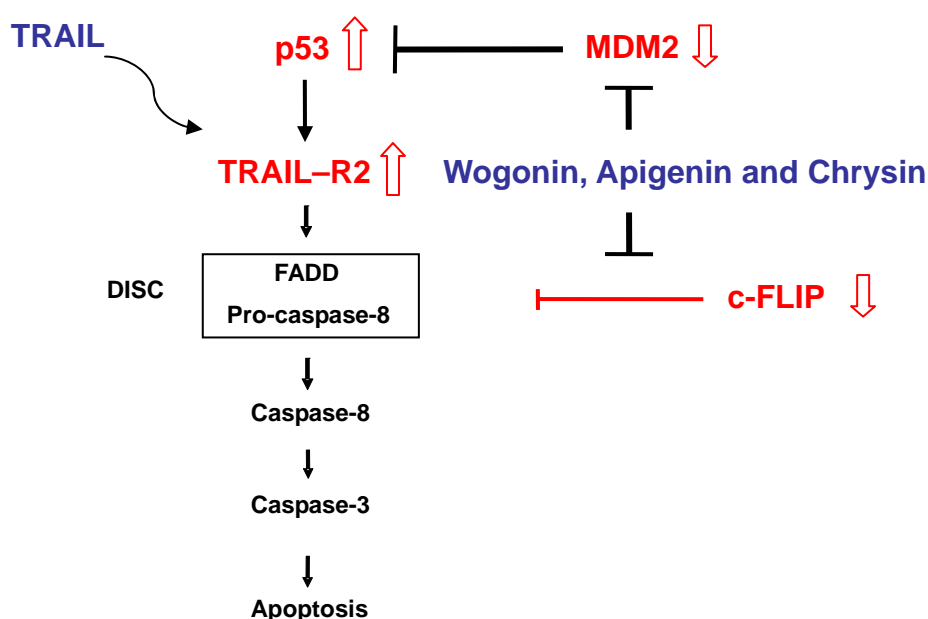 TRAIL
p53
MDM2
TRAIL–R2
Wogonin, Apigenin and Chrysin
DISC
FADD
Pro-caspase-8
c-FLIP
Caspase-8
Caspase-3
Apoptosis